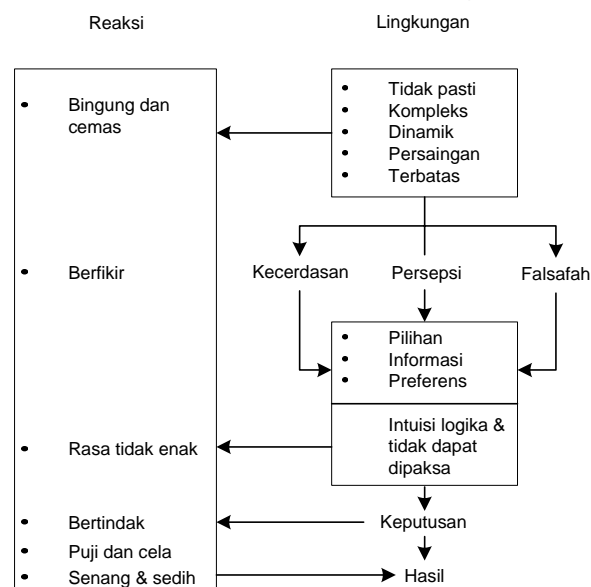 Reaksi
Lingkungan
• Bingung dan
cemas
• Tidak pasti
• Kompleks
• Dinamik
• Persaingan
• Terbatas
• Berfikir
Kecerdasan
Persepsi
Falsafah
• Pilihan
• Informasi
• Preferens
Intuisi logika &
tidak dapat
dipaksa
• Rasa tidak enak
• Bertindak
Keputusan
• Puji dan cela
• Senang & sedih
Hasil